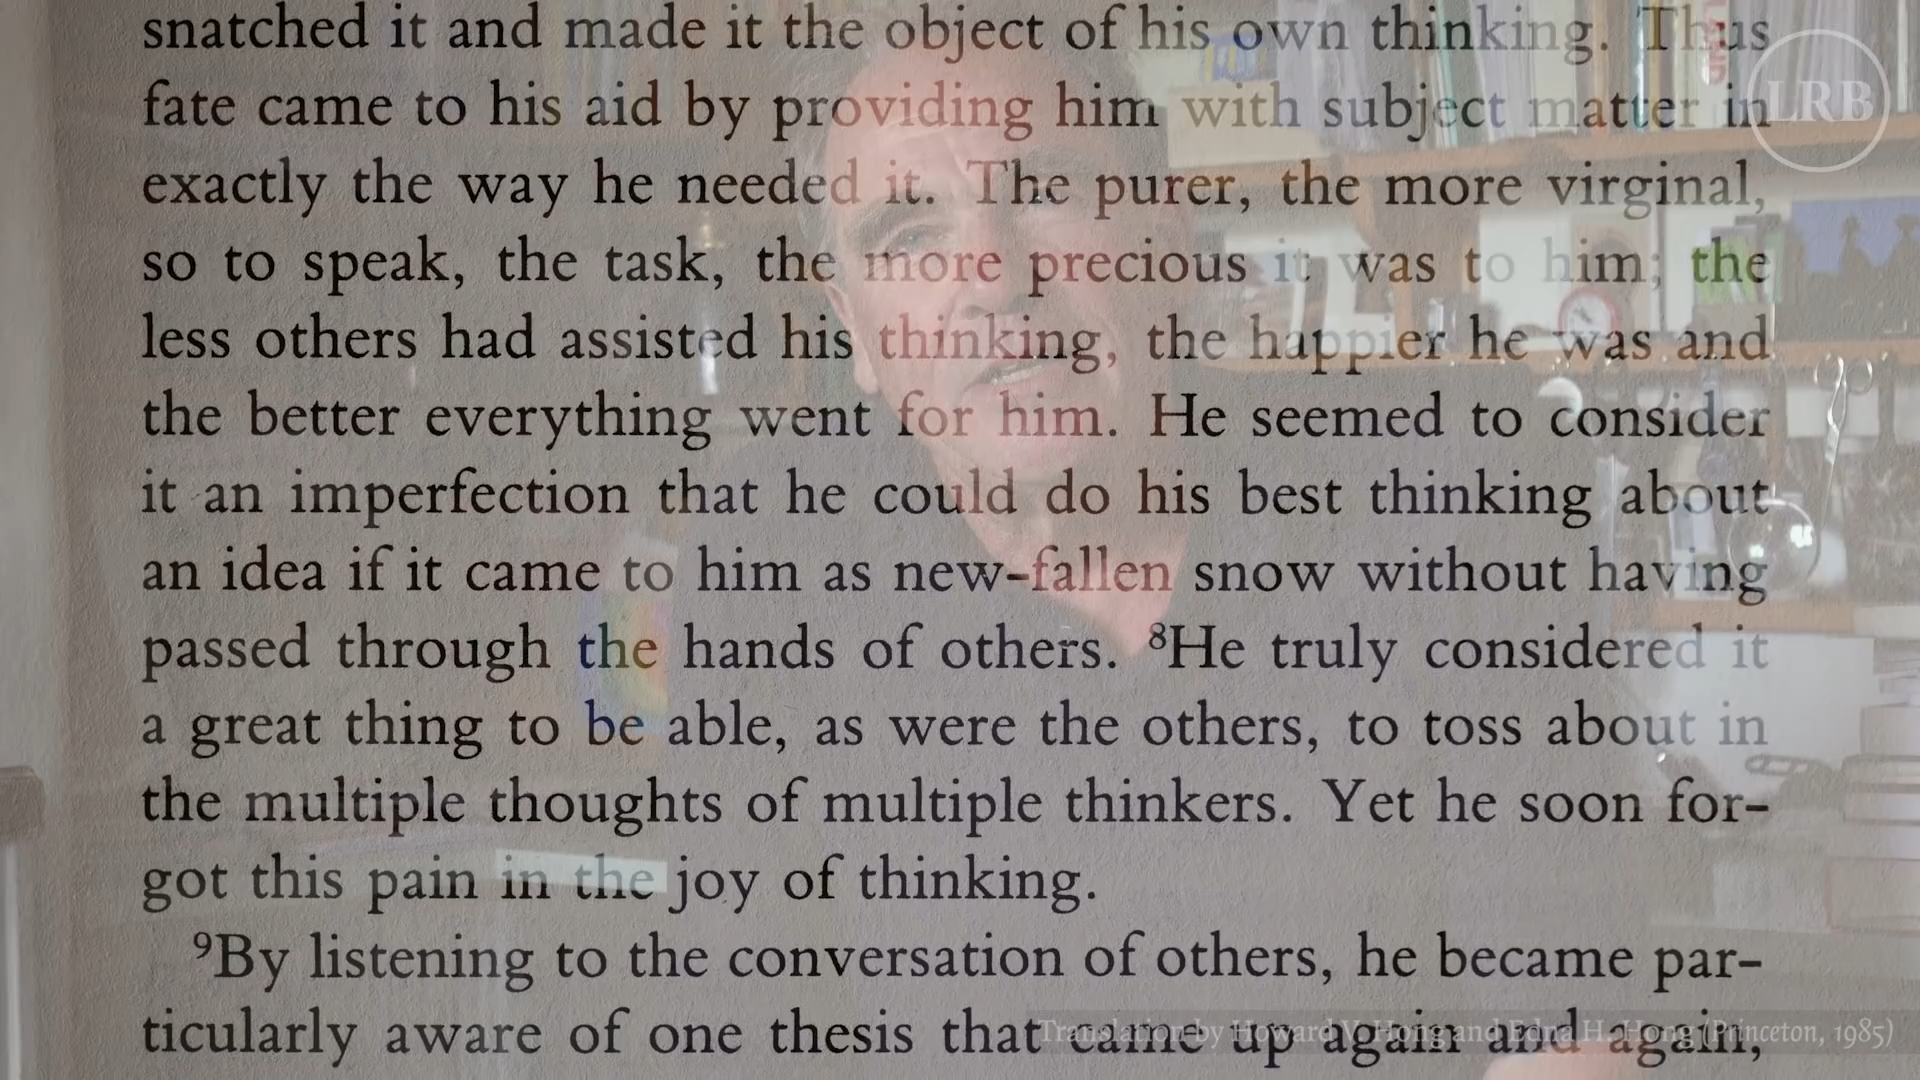 snatched it and made it the object of his own thinking. Thus
fate came to his aid by providing him with subject matter in
exactly the way he needed it. The purer, the more virginal,
so to speak, the task, the more precious it was to him; the
less others had assisted his thinking, the happier he was and
the better everything went for him. He seemed to consider
it an imperfection that he could do his best thinking about
an idea if it came to him as new-fallen snow without having
passed through the hands of others. ⁸He truly considered it
a great thing to be able, as were the others, to toss about in
the multiple thoughts of multiple thinkers. Yet he soon for-
got this pain in the joy of thinking.
⁹By listening to the conversation of others, he became par-
ticularly aware of one thesis that came up again and again,
LRB
Translation by Howard V. Hong and Edna H. Hong (Princeton, 1985)